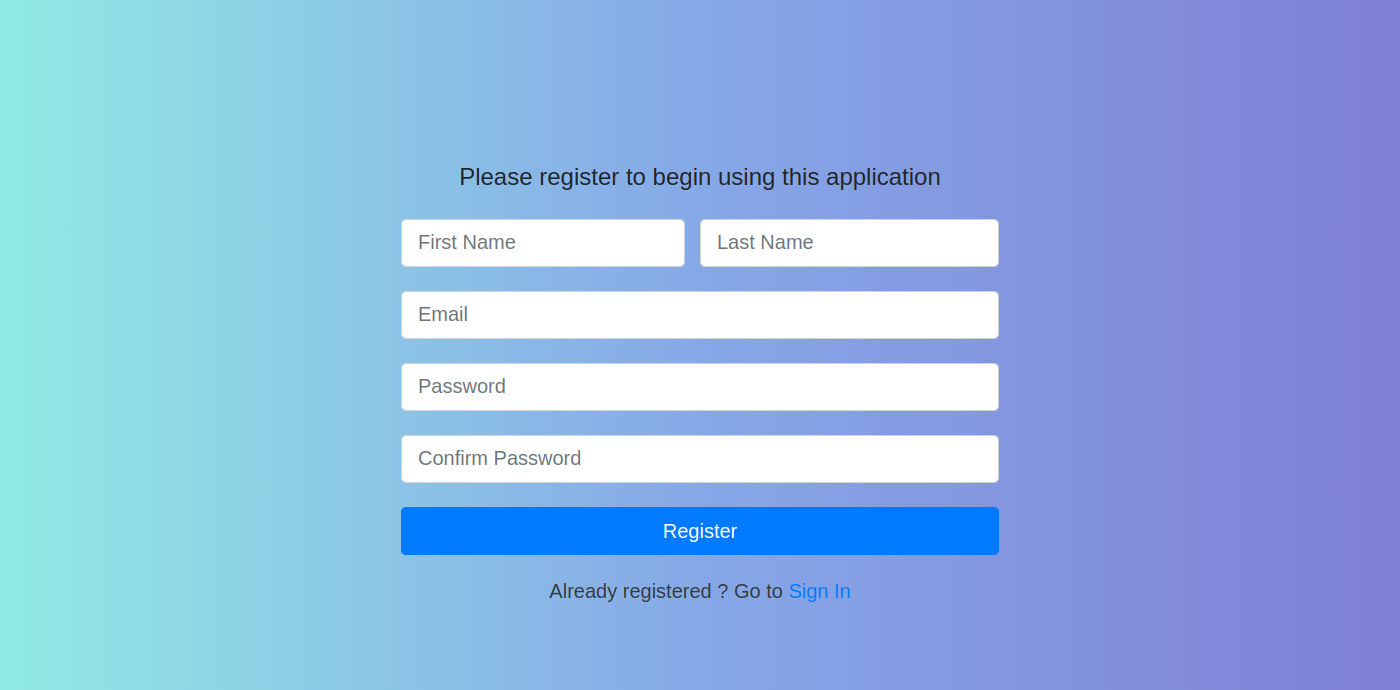 Please register to begin using this application
First Name Last Name
Email
Password
Confirm Password
Register
Already registered ? Go to Sign In